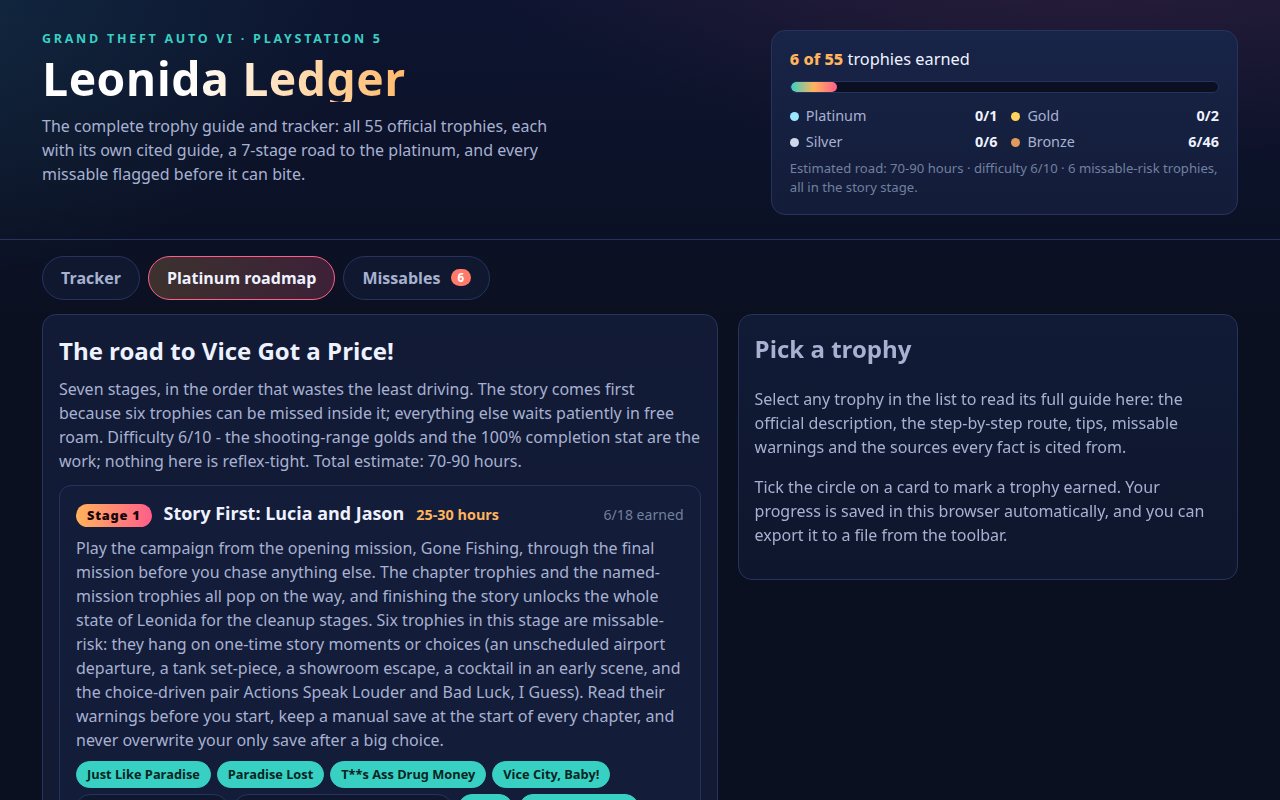 GRAND THEFT AUTO VI · PLAYSTATION 5
Leonida Ledger
The complete trophy guide and tracker: all 55 official trophies, each
with its own cited guide, a 7-stage road to the platinum, and every
missable flagged before it can bite.
6 of 55 trophies earned
Platinum 0/1 Gold 0/2
Silver 0/6 Bronze 6/46
Estimated road: 70-90 hours · difficulty 6/10 · 6 missable-risk trophies,
all in the story stage.
Tracker
Platinum roadmap
Missables 6
The road to Vice Got a Price!
Seven stages, in the order that wastes the least driving. The story comes first
because six trophies can be missed inside it; everything else waits patiently in free
roam. Difficulty 6/10 - the shooting-range golds and the 100% completion stat are the
work; nothing here is reflex-tight. Total estimate: 70-90 hours.
Stage 1 Story First: Lucia and Jason 25-30 hours 6/18 earned
Play the campaign from the opening mission, Gone Fishing, through the final
mission before you chase anything else. The chapter trophies and the named-
mission trophies all pop on the way, and finishing the story unlocks the whole
state of Leonida for the cleanup stages. Six trophies in this stage are missable-
risk: they hang on one-time story moments or choices (an unscheduled airport
departure, a tank set-piece, a showroom escape, a cocktail in an early scene, and
the choice-driven pair Actions Speak Louder and Bad Luck, I Guess). Read their
warnings before you start, keep a manual save at the start of every chapter, and
never overwrite your only save after a big choice.
Just Like Paradise
Paradise Lost
T**s Ass Drug Money
Vice City, Baby!
Pick a trophy
Select any trophy in the list to read its full guide here: the
official description, the step-by-step route, tips, missable
warnings and the sources every fact is cited from.
Tick the circle on a card to mark a trophy earned. Your
progress is saved in this browser automatically, and you can
export it to a file from the toolbar.